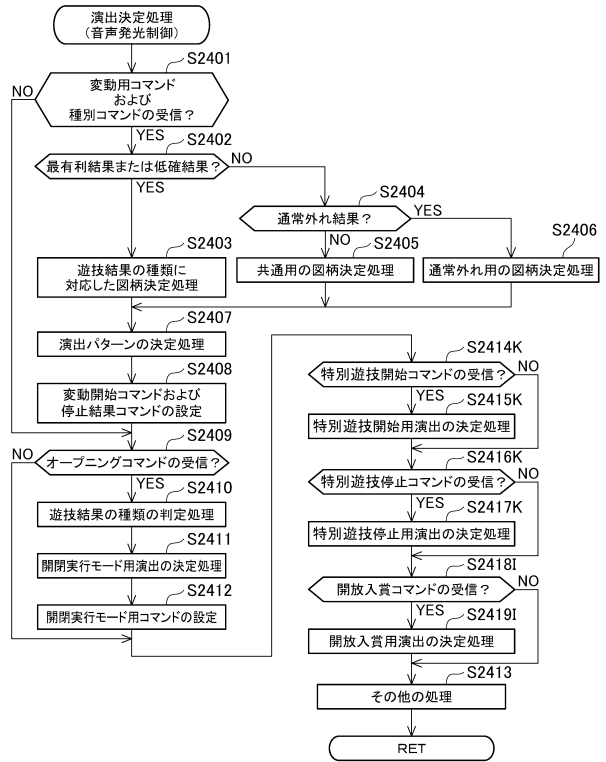 演出決定処理
（音声発光制御）
S2401
変動用コマンド
および
種別コマンドの受信？
NO
YES
S2402
最有利結果または低確結果？
NO
YES
S2404
通常外れ結果？
YES
NO
S2403
遊技結果の種類に
対応した図柄決定処理
S2405
共通用の図柄決定処理
S2406
通常外れ用の図柄決定処理
S2407
演出パターンの決定処理
S2408
変動開始コマンドおよび
停止結果コマンドの設定
S2409
オープニングコマンドの受信？
NO
YES
S2410
遊技結果の種類の判定処理
S2411
開閉実行モード用演出の決定処理
S2412
開閉実行モード用コマンドの設定
S2414K
特別遊技開始コマンドの受信？
NO
YES
S2415K
特別遊技開始用演出の決定処理
S2416K
特別遊技停止コマンドの受信？
NO
YES
S2417K
特別遊技停止用演出の決定処理
S2418I
開放入賞コマンドの受信？
NO
YES
S2419I
開放入賞用演出の決定処理
S2413
その他の処理
RET